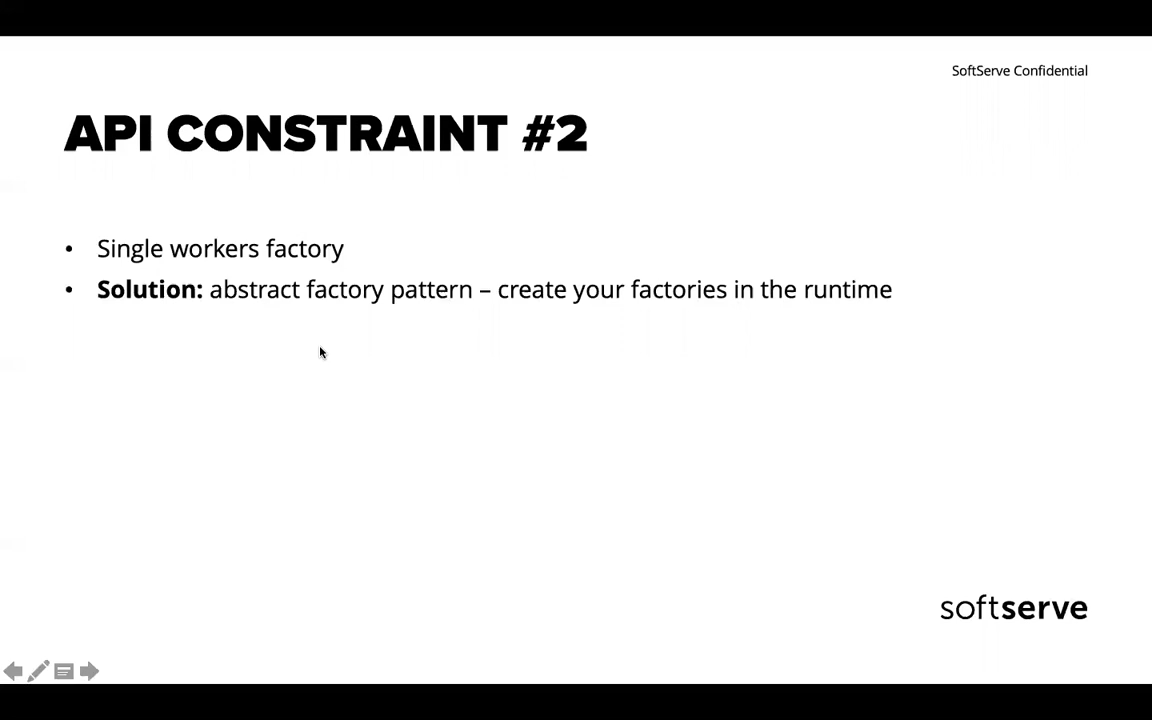 SoftServe Confidential
API CONSTRAINT #2
• Single workers factory
• Solution: abstract factory pattern – create your factories in the runtime
softserve